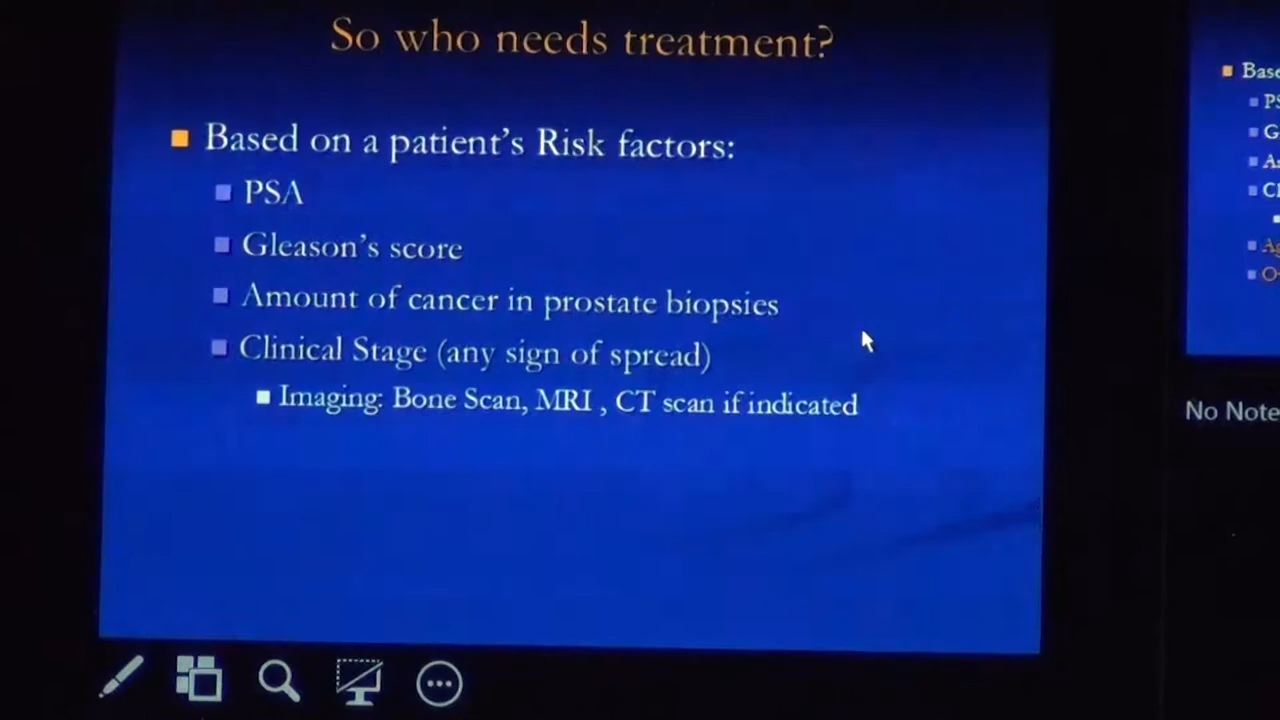 So who needs treatment?
Based on a patient's Risk factors:
PSA
Gleason's score
Amount of cancer in prostate biopsies
Clinical Stage (any sign of spread)
Imaging: Bone Scan, MRI , CT scan if indicated
No Note